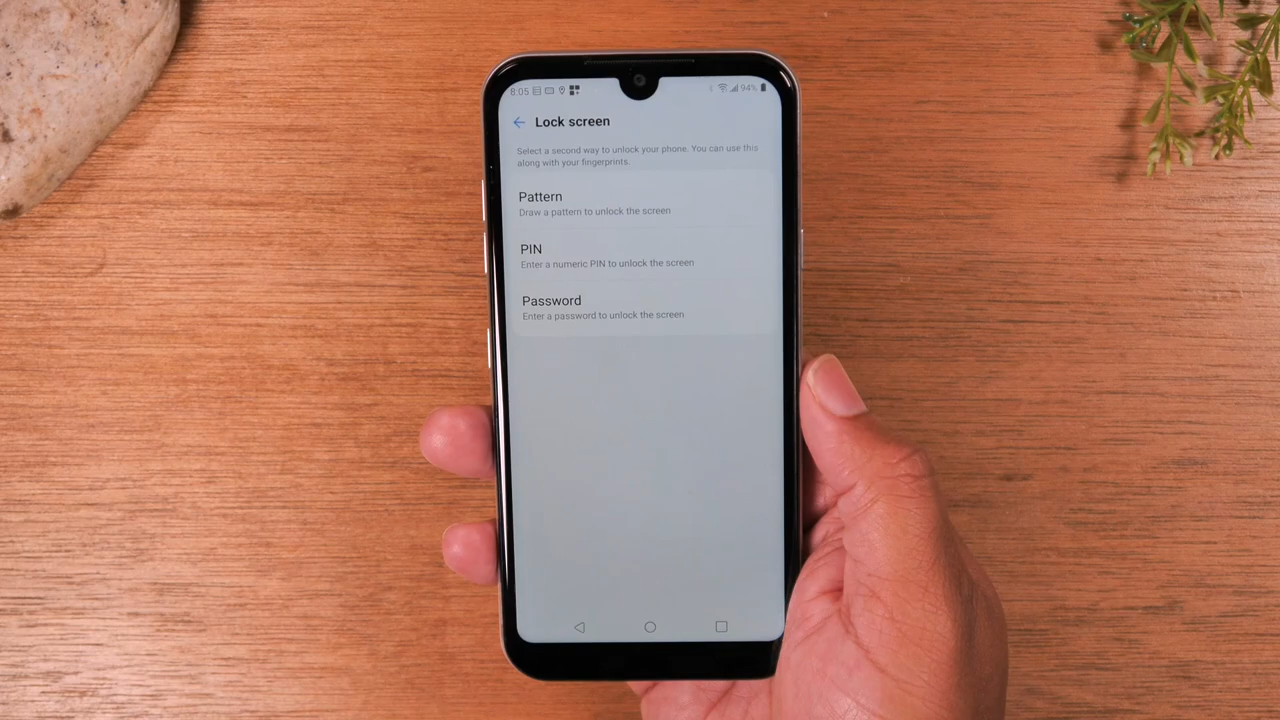 8:05 94%
Lock screen
Select a second way to unlock your phone. You can use this
along with your fingerprints.
Pattern
Draw a pattern to unlock the screen
PIN
Enter a numeric PIN to unlock the screen
Password
Enter a password to unlock the screen